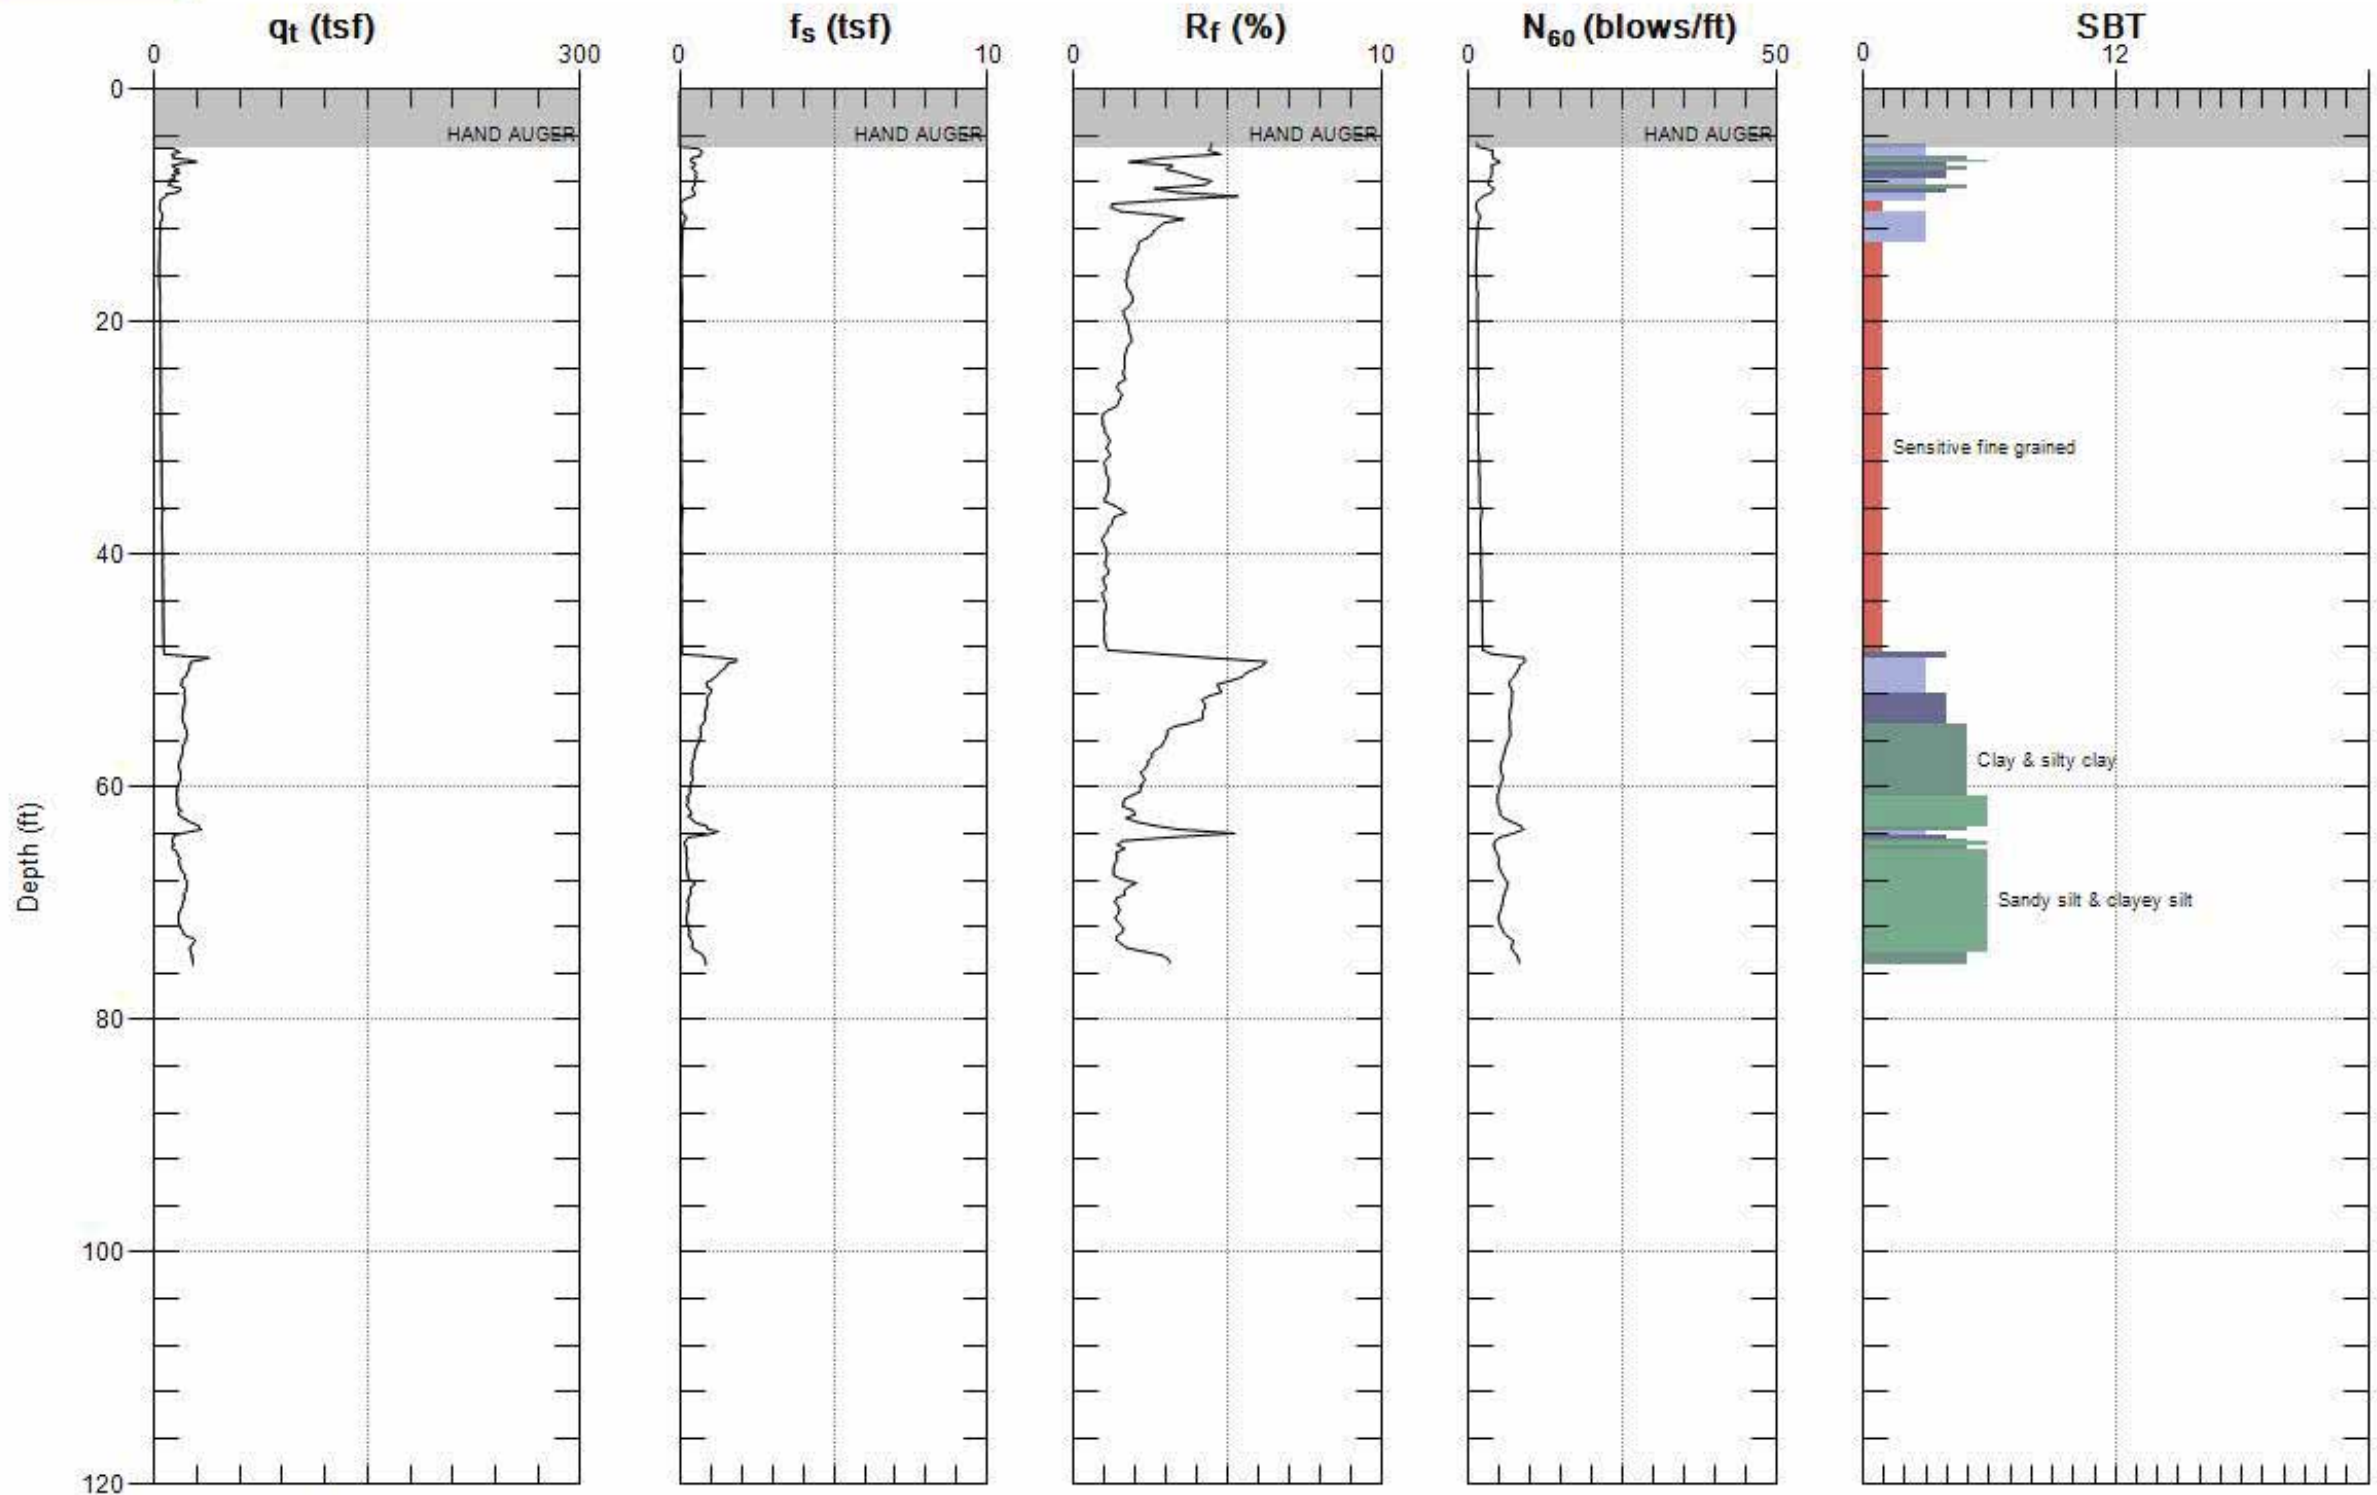 qt (tsf) fs (tsf) Rf (%) N60 (blows/ft) SBT
0 300 0 10 0 10 0 50 0 12
0
HAND AUGER HAND AUGER HAND AUGER HAND AUGER
20
Sensitive fine grained
40
Clay & silty clay
60
Depth (ft)
Sandy silt & clayey silt
80
100
120